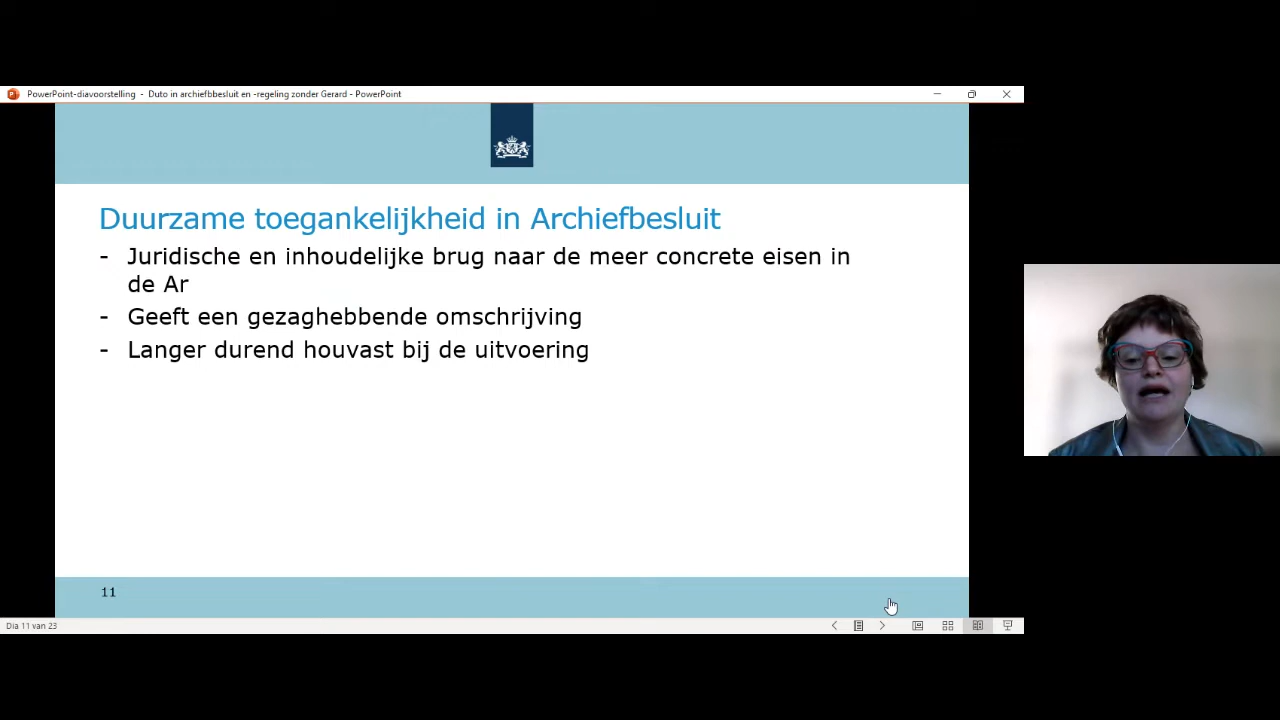 PowerPoint-diavoorstelling - Duto in archiefbbesluit en -regeling zonder Gerard - PowerPoint
Duurzame toegankelijkheid in Archiefbesluit
- Juridische en inhoudelijke brug naar de meer concrete eisen in
de Ar
- Geeft een gezaghebbende omschrijving
- Langer durend houvast bij de uitvoering
11
Dia 11 van 23